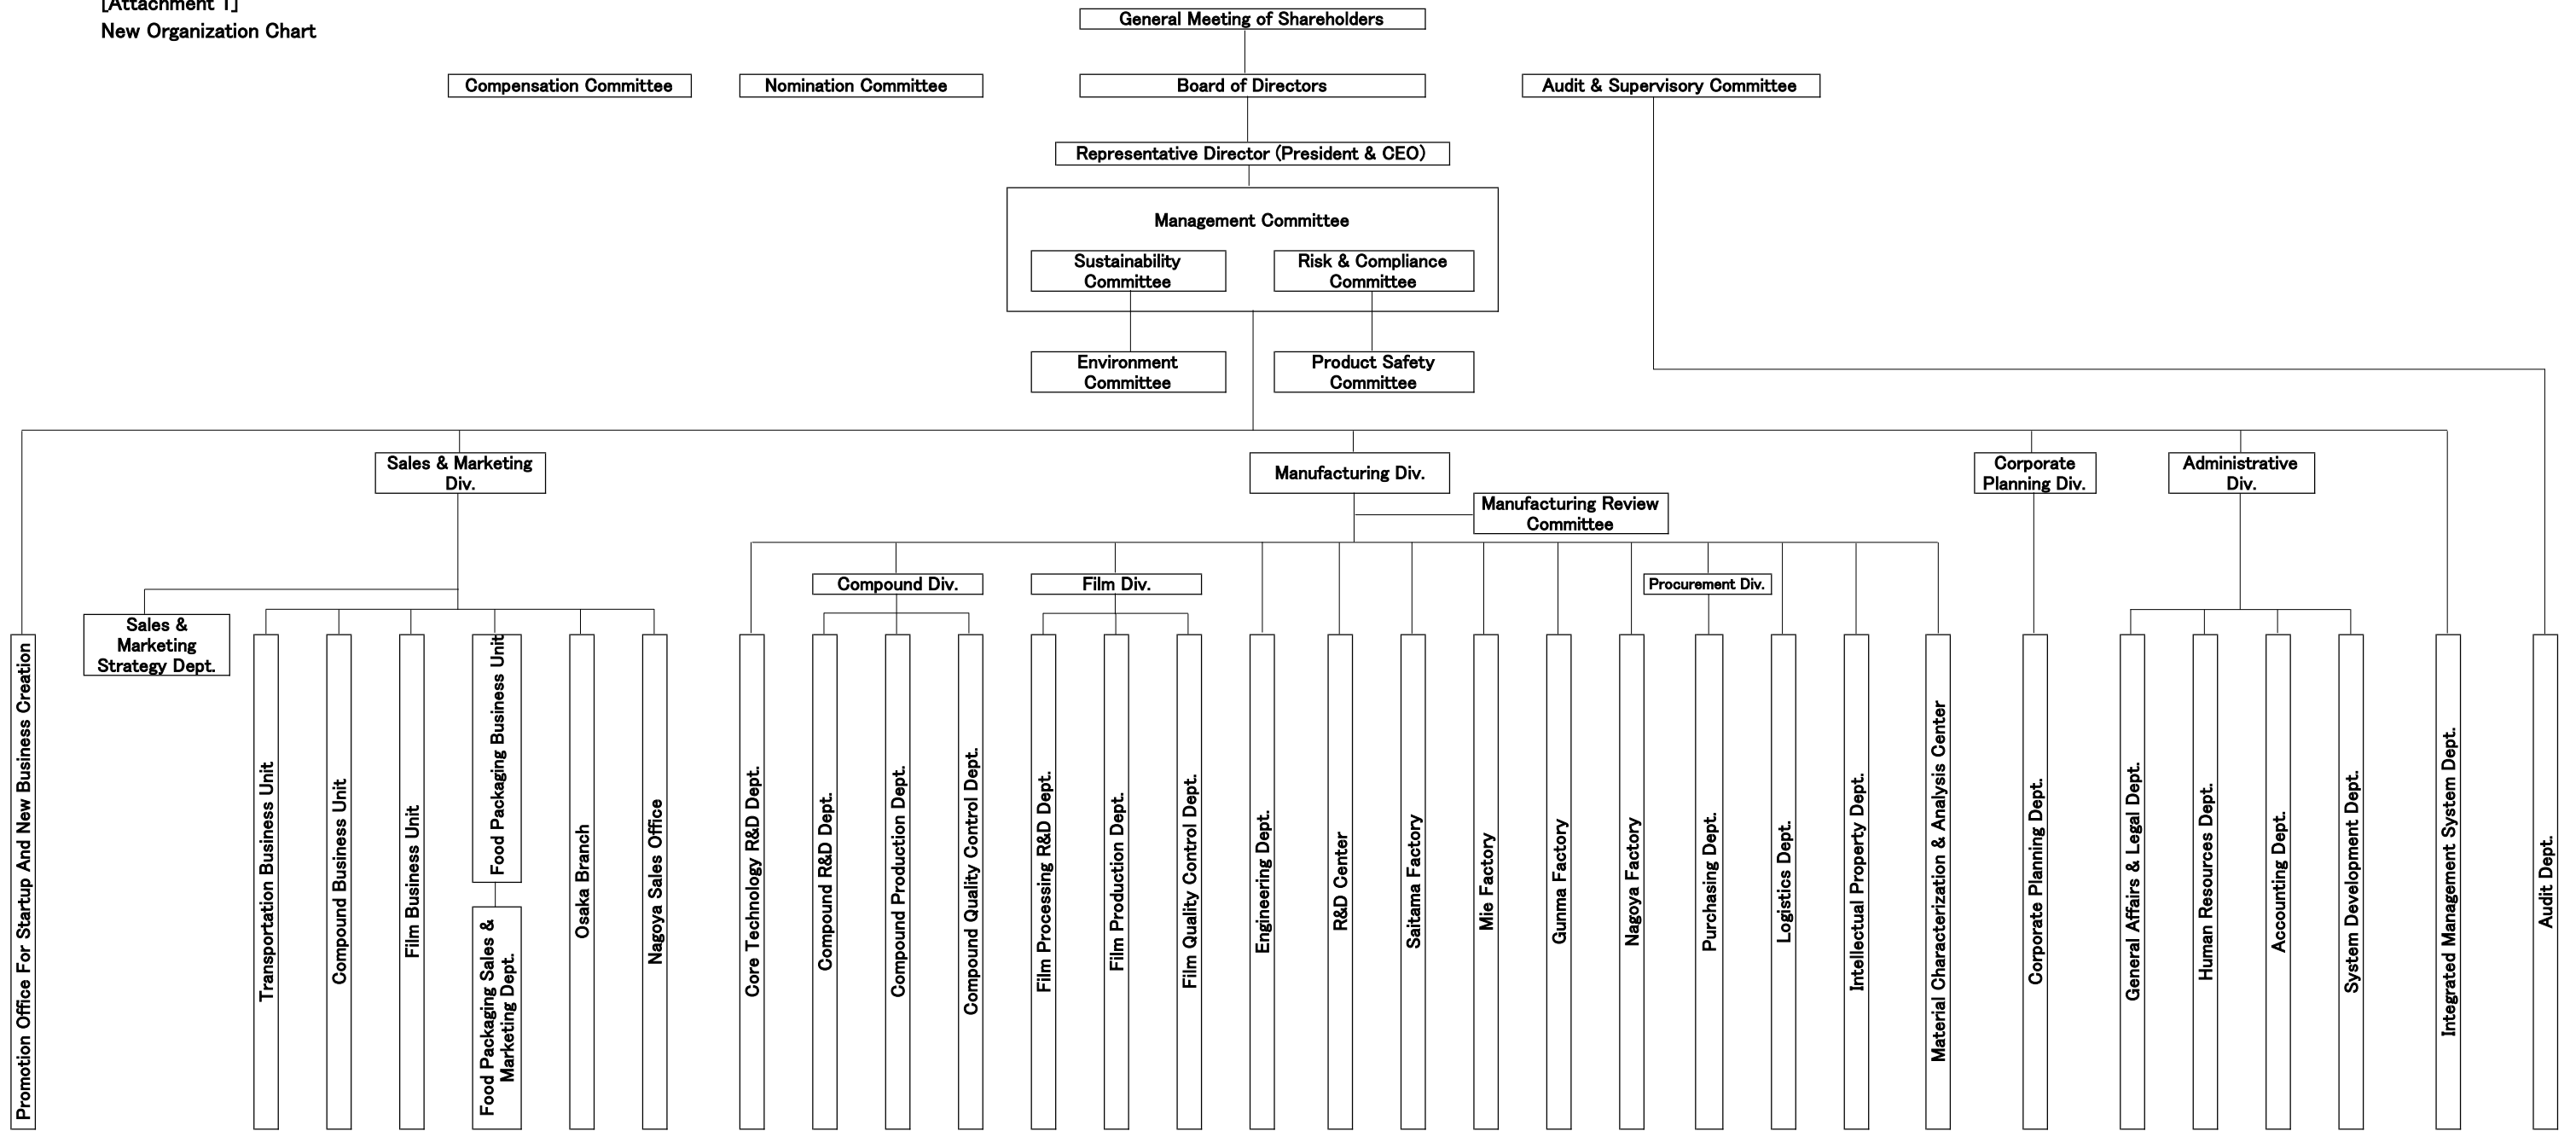 [Attachment 1]
New Organization Chart
General Meeting of Shareholders
Compensation Committee
Nomination Committee
Board of Directors
Audit & Supervisory Committee
Representative Director (President & CEO)
Management Committee
Sustainability
Committee
Risk & Compliance
Committee
Environment
Committee
Product Safety
Committee
Sales & Marketing
Div.
Manufacturing Div.
Corporate
Planning Div.
Administrative
Div.
Manufacturing Review
Committee
Compound Div.
Film Div.
Procurement Div.
Promotion Office For Startup And New Business Creation
Sales &
Marketing
Strategy Dept.
Transportation Business Unit
Compound Business Unit
Film Business Unit
Food Packaging Business Unit
Food Packaging Sales &
Marketing Dept.
Osaka Branch
Nagoya Sales Office
Core Technology R&D Dept.
Compound R&D Dept.
Compound Production Dept.
Compound Quality Control Dept.
Film Processing R&D Dept.
Film Production Dept.
Film Quality Control Dept.
Engineering Dept.
R&D Center
Saitama Factory
Mie Factory
Gunma Factory
Nagoya Factory
Purchasing Dept.
Logistics Dept.
Intellectual Property Dept.
Material Characterization & Analysis Center
Corporate Planning Dept.
General Affairs & Legal Dept.
Human Resources Dept.
Accounting Dept.
System Development Dept.
Integrated Management System Dept.
Audit Dept.